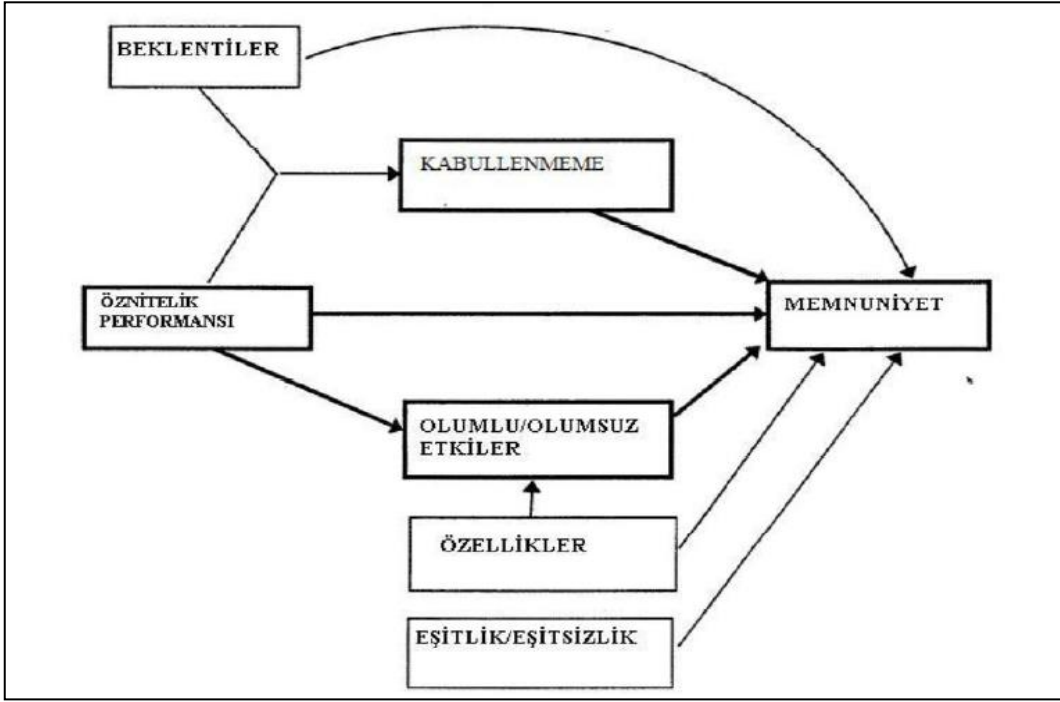 BEKLENTİLER
KABULLENMEME
ÖZNİTELİK
PERFORMANSI
MEMNUNİYET
OLUMLU/OLUMSUZ
ETKİLER
ÖZELLİKLER
EŞİTLİK/EŞİTSİZLİK